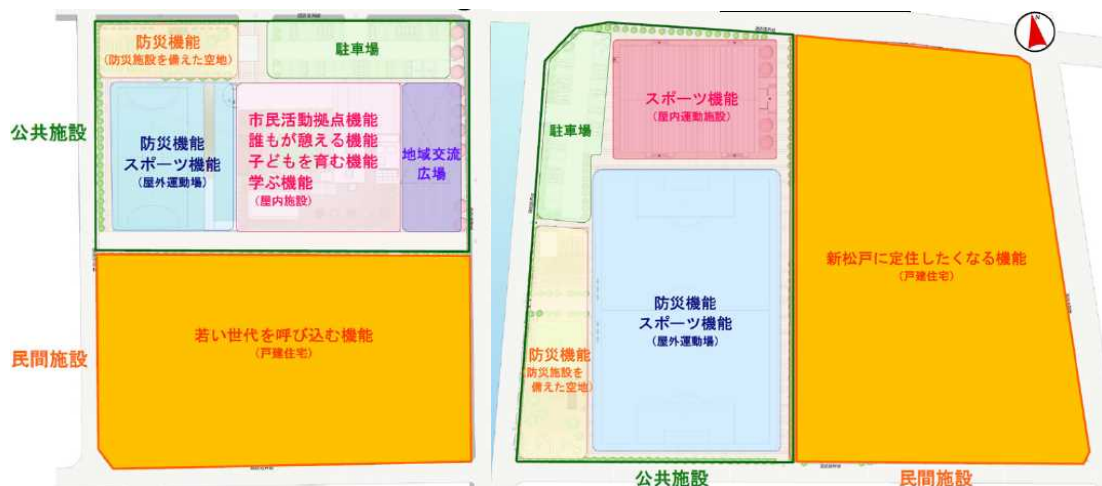 防災機能
(防災施設を備えた空地)
駐車場
公共施設
防災機能
スポーツ機能
(屋外運動場)
市民活動拠点機能
誰もが憩える機能
子どもを育む機能
学ぶ機能
(屋内施設)
地域交流
広場
若い世代を呼び込む機能
(戸建住宅)
民間施設
N
スポーツ機能
(屋内運動施設)
駐車場
新松戸に定住したくなる機能
(戸建住宅)
防災機能
スポーツ機能
(屋外運動場)
防災機能
(防災施設を
備えた空地)
公共施設
民間施設